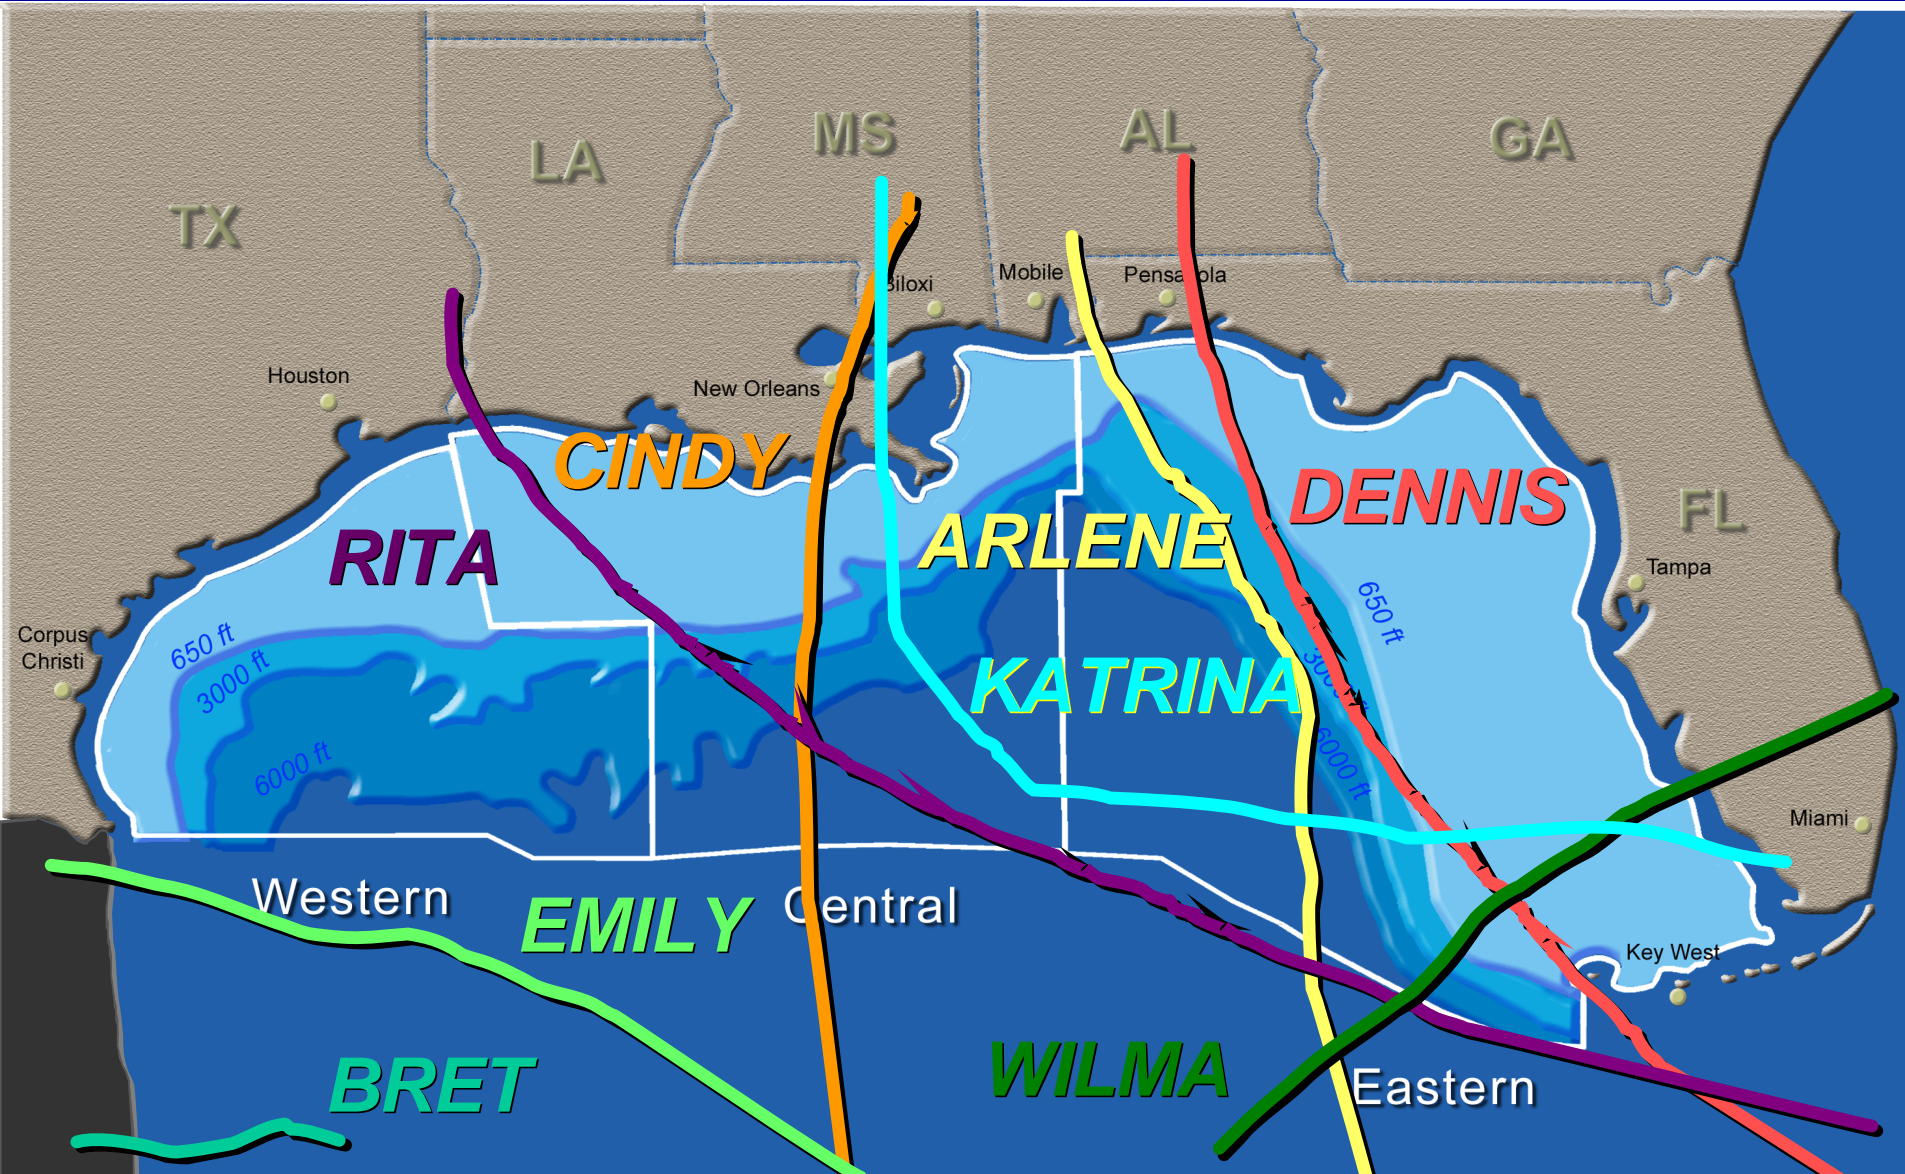 MS
AL
GA
LA
TX
Biloxi
Mobile
Pensacola
Houston
New Orleans
CINDY
DENNIS
FL
RITA
ARLENE
Tampa
650 ft
650 ft
Corpus
Christi
3000 ft
3000 ft
KATRINA
6000 ft
6000 ft
Miami
Western
EMILY
Central
Key West
BRET
WILMA
Eastern